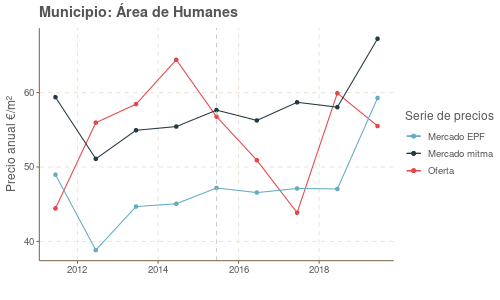 Municipio: Área de Humanes
Precio anual €/m²
60
50
40
2012
2014
2016
2018
Serie de precios
Mercado EPF
Mercado mitma
Oferta